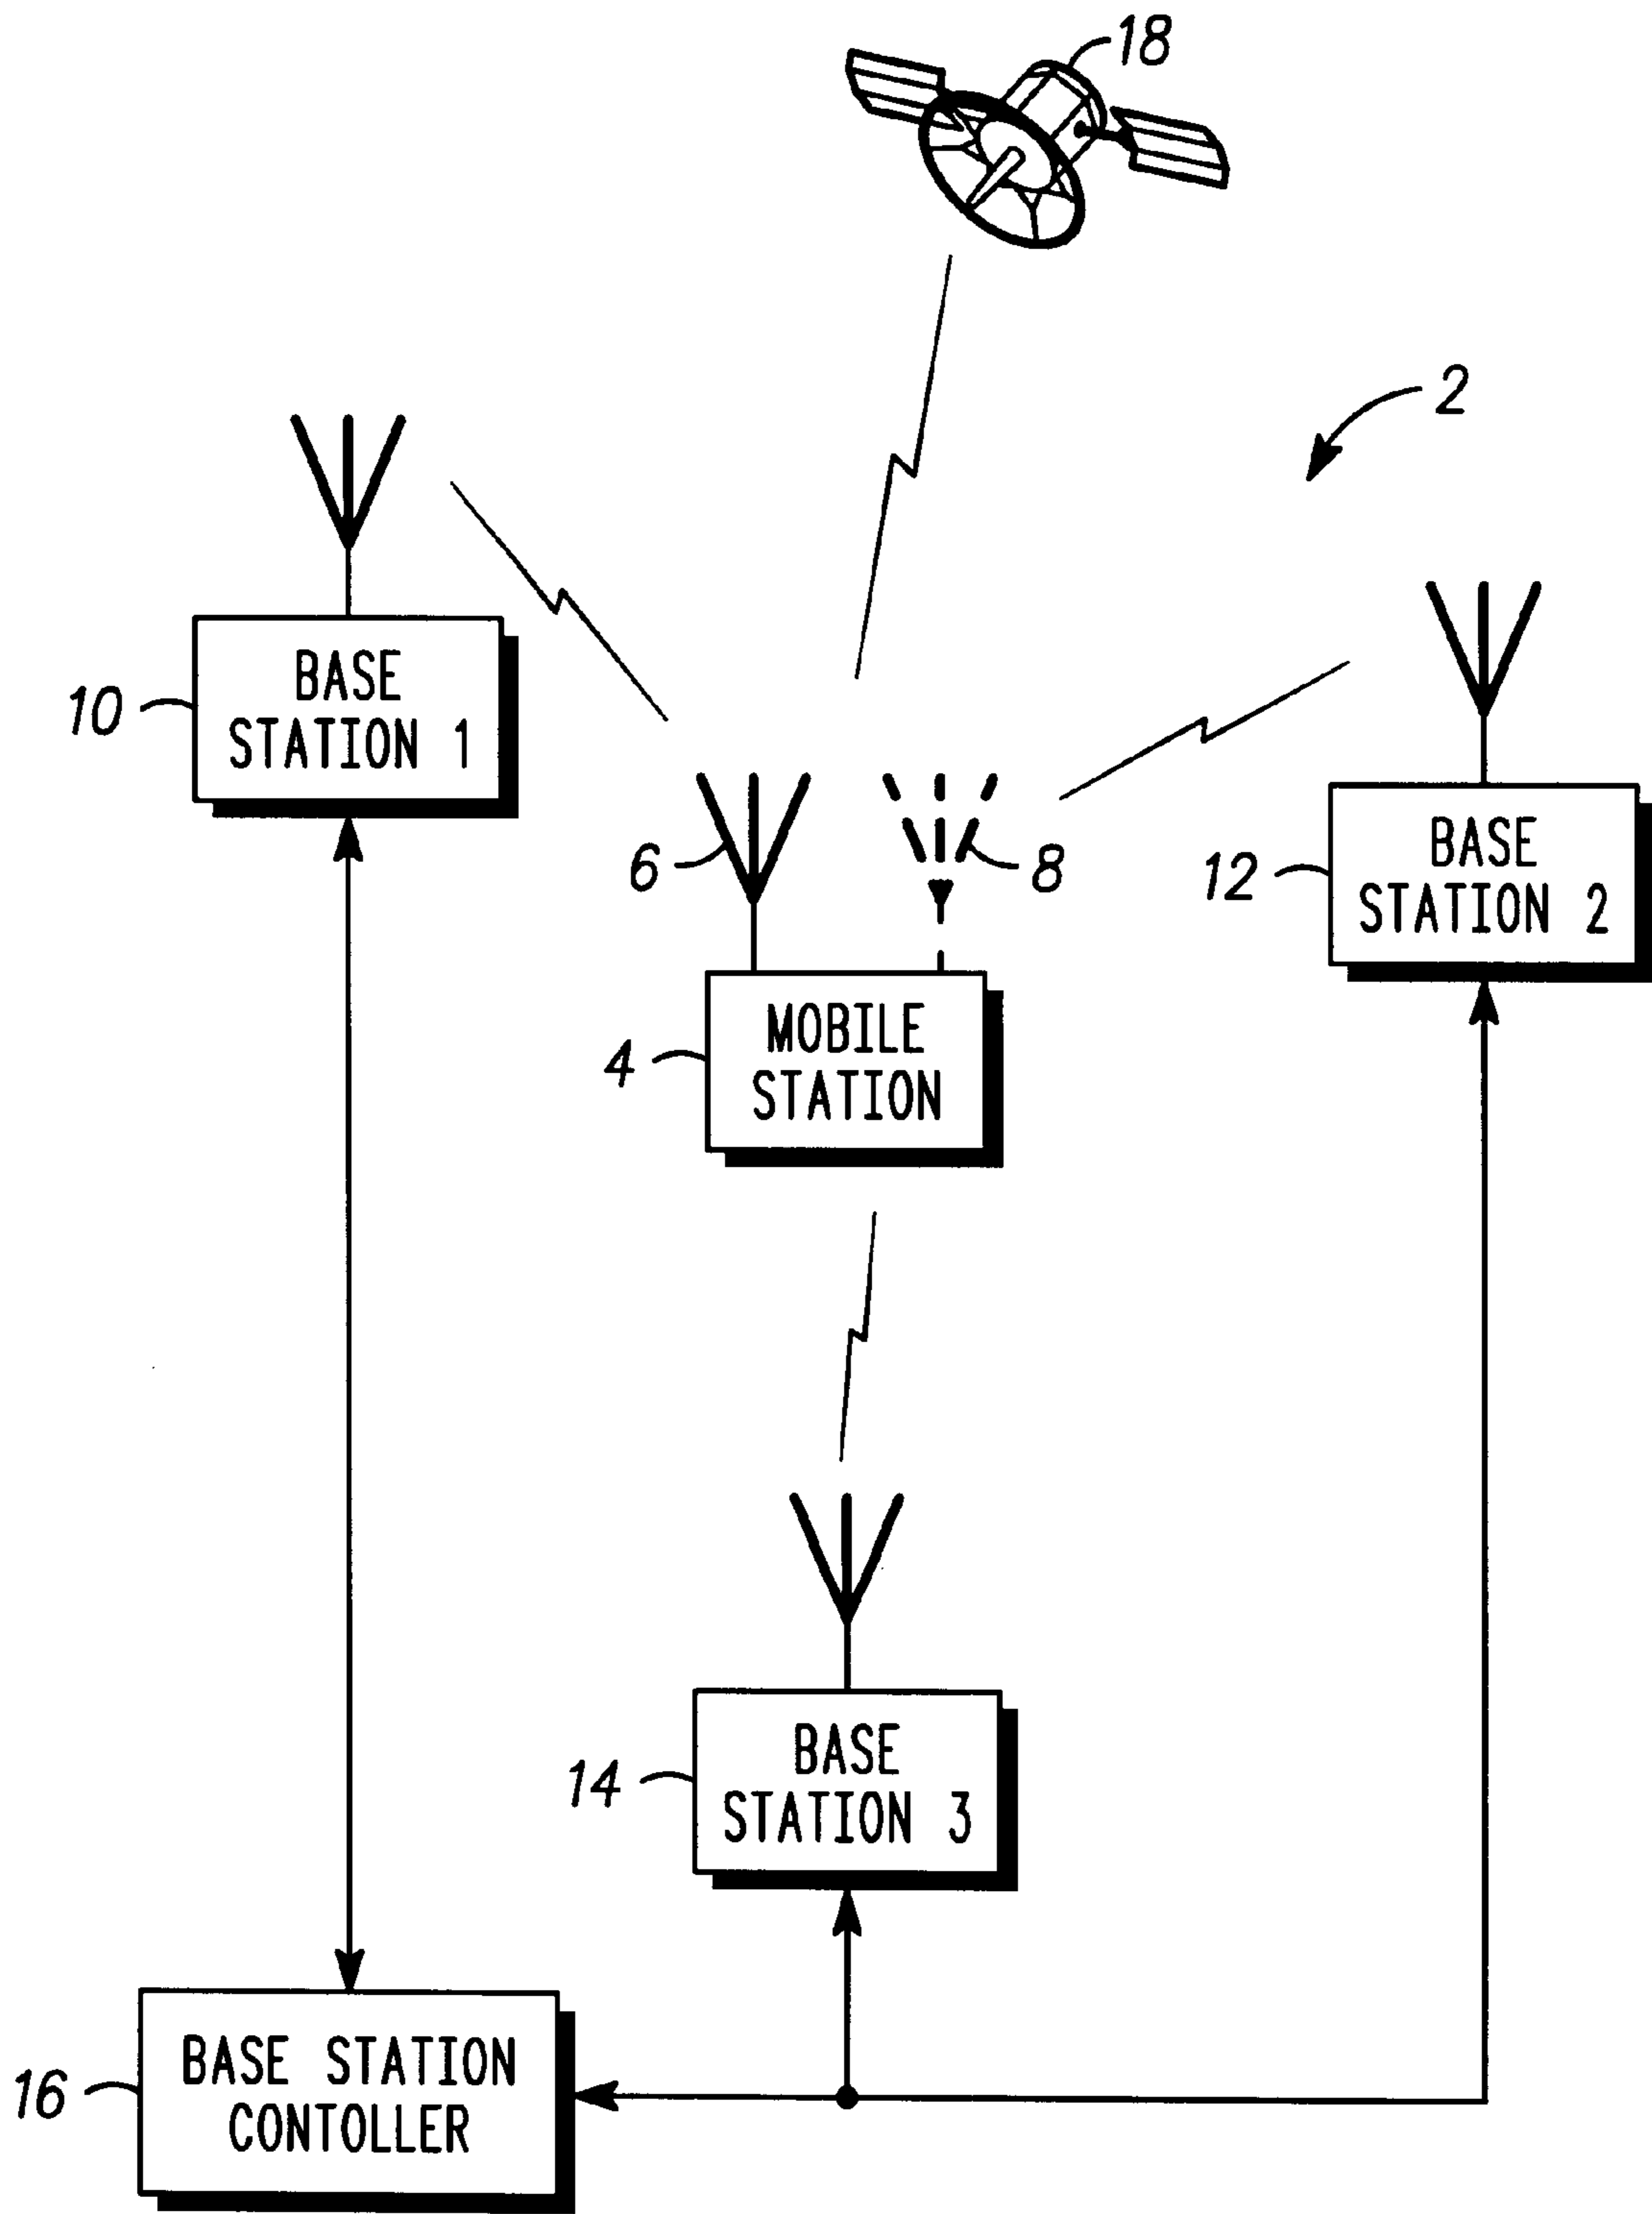 18
2
10
BASE
STATION 1
6
8
12
BASE
STATION 2
4
MOBILE
STATION
14
BASE
STATION 3
16
BASE STATION
CONTOLLER